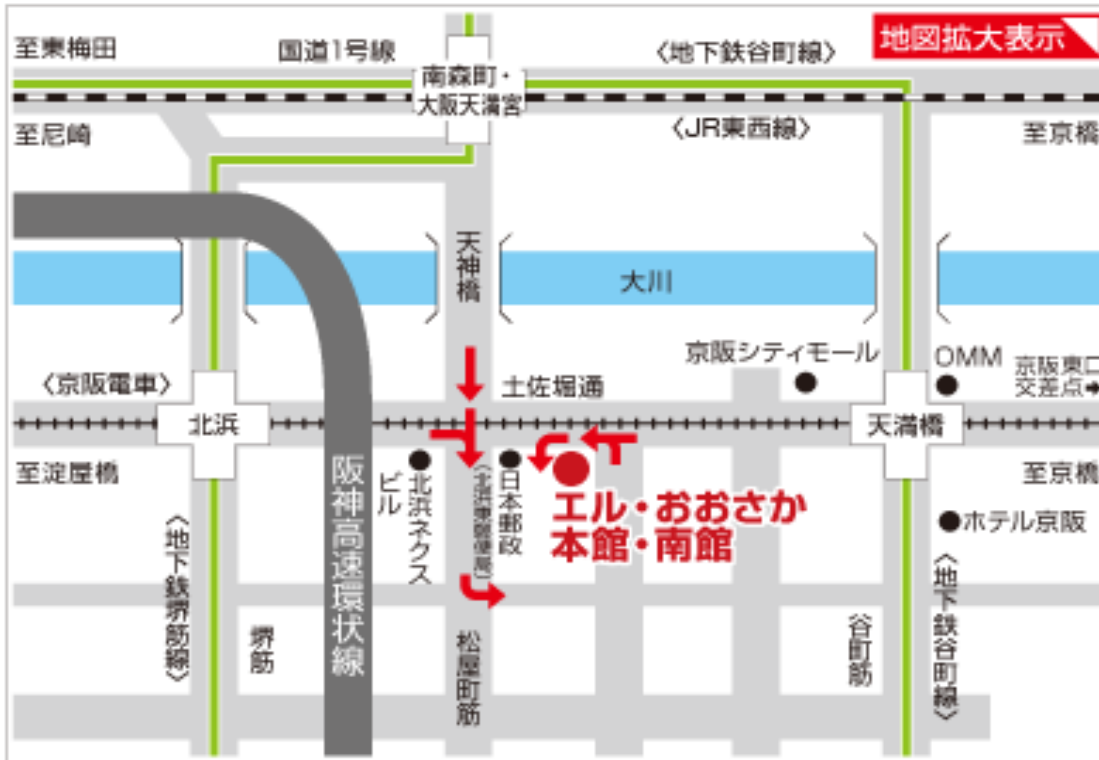 至東梅田
国道1号線
〈地下鉄谷町線〉
地図拡大表示
南森町・
大阪天満宮
至尼崎
〈JR東西線〉
至京橋
天神橋
大川
京阪シティモール
OMM
京阪東口
交差点
〈京阪電車〉
土佐堀通
北浜
天満橋
至淀屋橋
阪神高速環状線
北浜ネクス
ビル
〈北浜東郵便局〉
日本郵政
エル・おおさか
本館・南館
至京橋
ホテル京阪
〈地下鉄堺筋線〉
堺筋
松屋町筋
谷町筋
〈地下鉄谷町線〉